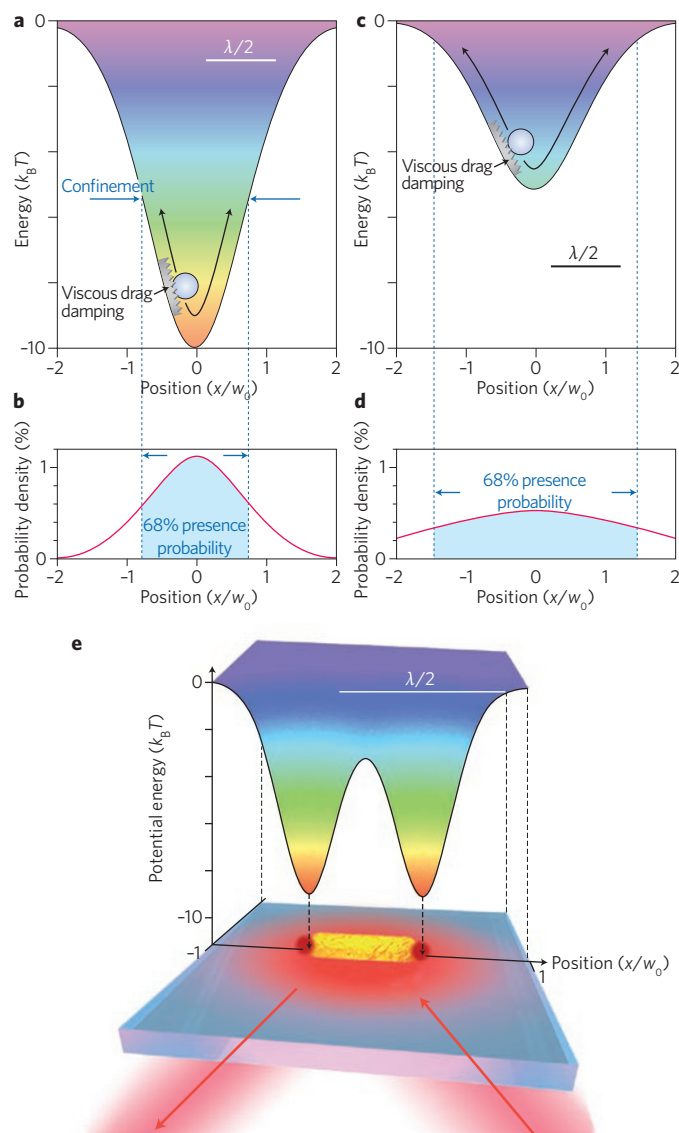 a
0
λ/2
Energy (kBT)
Confinement
Viscous drag
damping
–10
–2
–1
0
1
2
Position (x/w0)
c
0
Energy (kBT)
Viscous drag
damping
λ/2
–10
–2
–1
0
1
2
Position (x/w0)
b
Probability density (%)
1
0
68% presence
probability
–2
–1
0
1
2
Position (x/w0)
d
Probability density (%)
1
0
68% presence
probability
–2
–1
0
1
2
Position (x/w0)
e
0
λ/2
Potential energy (kBT)
–10
–1
Position (x/w0)
1